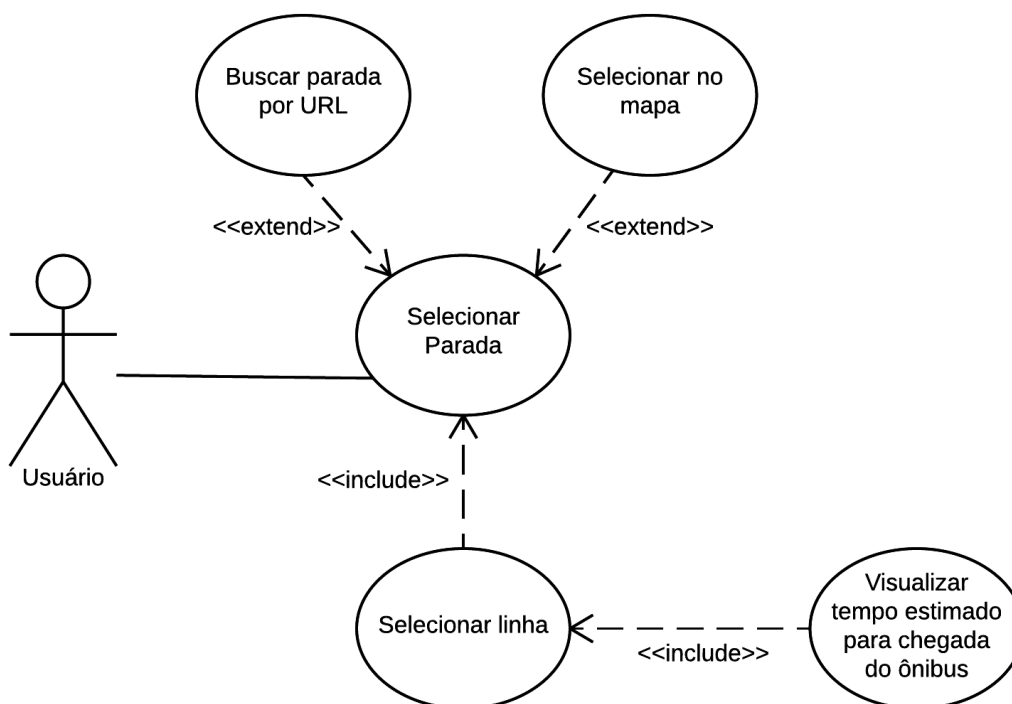 Buscar parada
por URL
Selecionar no
mapa
<<extend>>
<<extend>>
Selecionar
Parada
Usuário
<<include>>
Selecionar linha
Visualizar
tempo estimado
para chegada
do ônibus
<<include>>